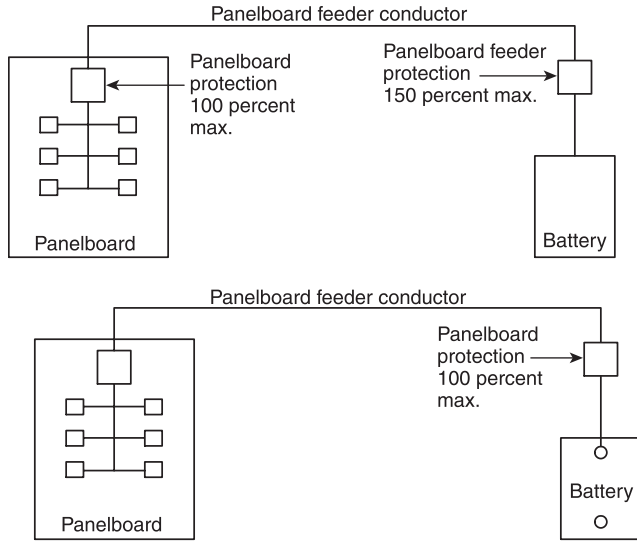 Panelboard feeder conductor
Panelboard
protection
100 percent
max.
Panelboard feeder
protection
150 percent max.
Panelboard
Battery
Panelboard feeder conductor
Panelboard
protection
100 percent
max.
Battery
Panelboard